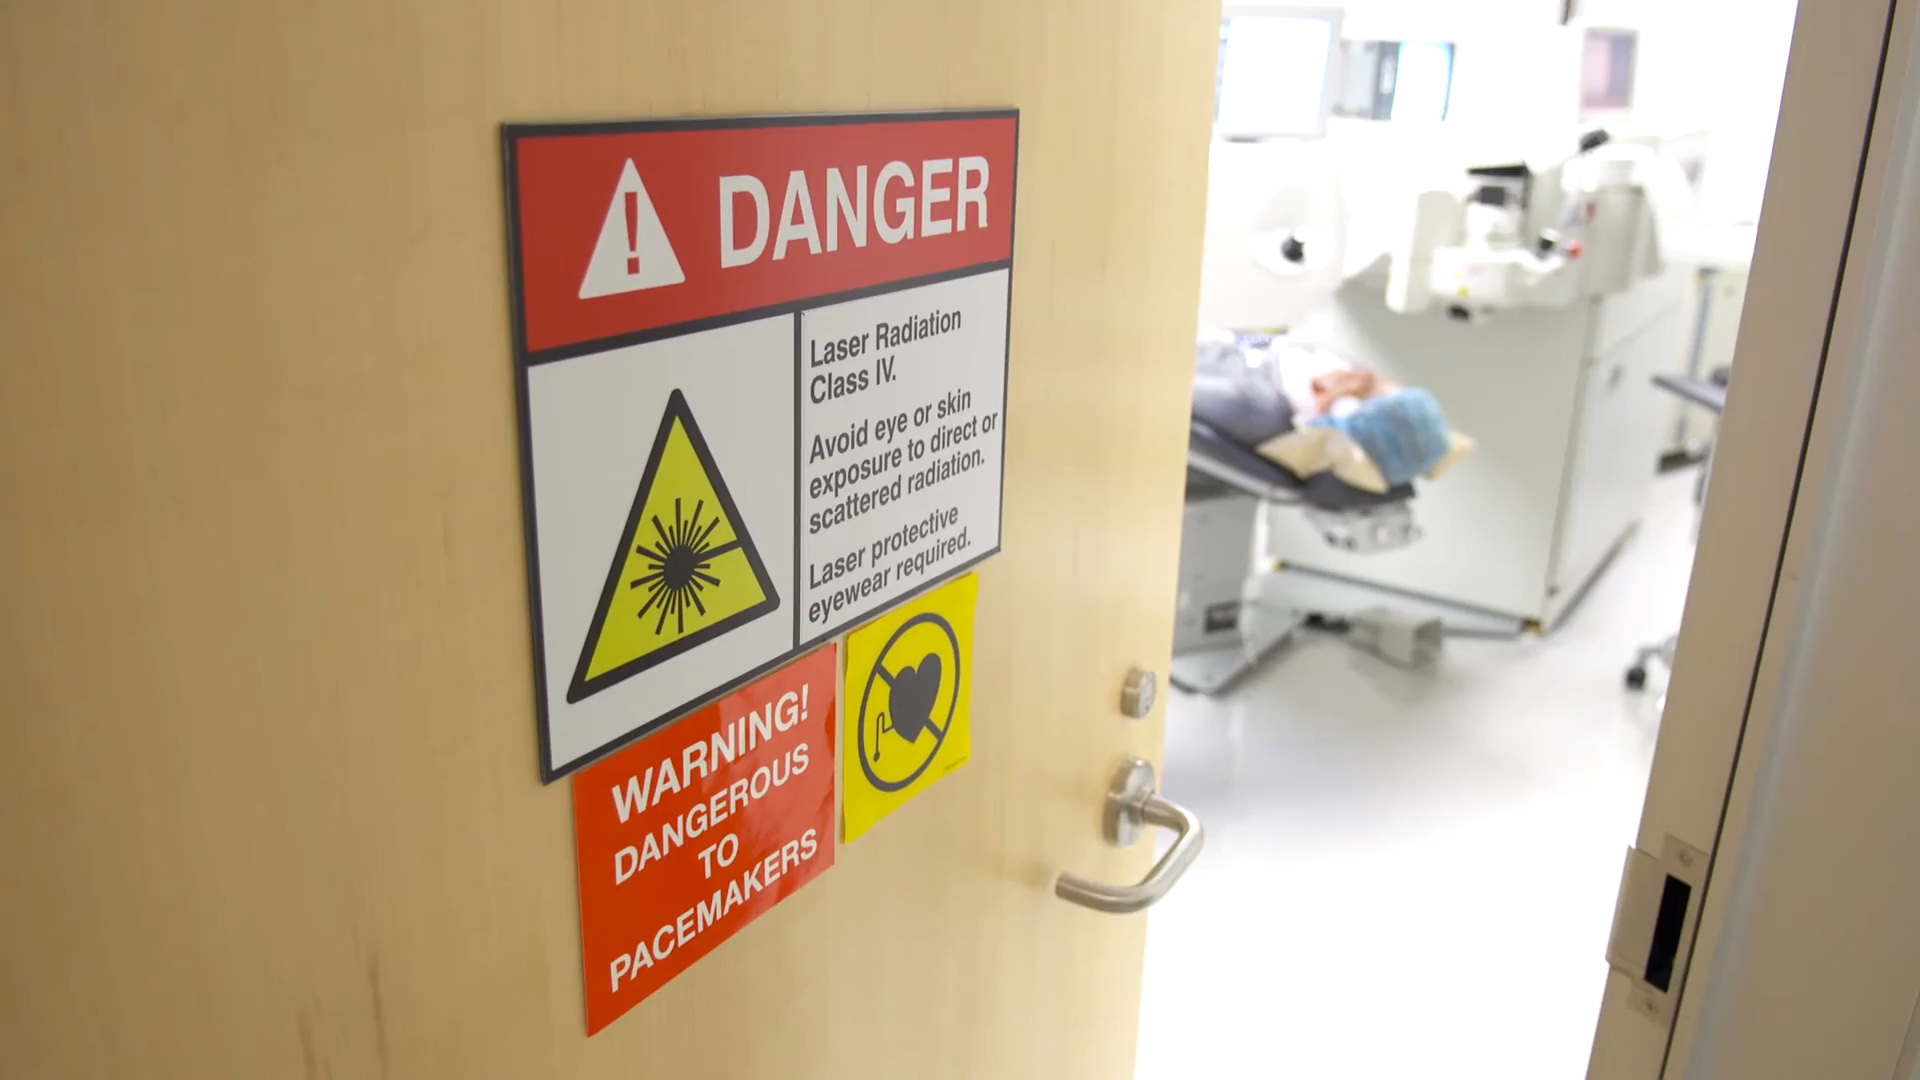 DANGER
Laser Radiation
Class IV.
Avoid eye or skin
exposure to direct or
scattered radiation.
Laser protective
eyewear required.
WARNING!
DANGEROUS
TO
PACEMAKERS